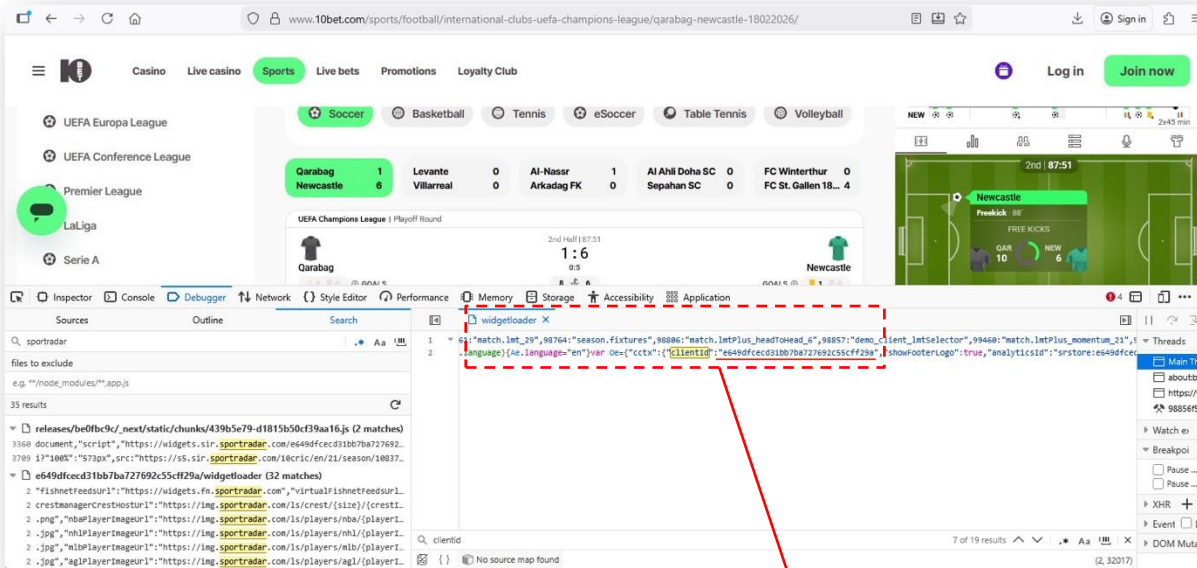 www.10bet.com/sports/football/international-clubs-uefa-champions-league/qarabag-newcastle-18022026/
Sign in
10
BET
Casino Live casino Sports Live bets Promotions Loyalty Club
Log in
Join now
UEFA Europa League
UEFA Conference League
Premier League
LaLiga
Serie A
Soccer Basketball Tennis eSoccer Table Tennis Volleyball
Qarabag 1
Newcastle 6
Levante 0
Villarreal 0
Al-Nassr 1
Arkadag FK 0
Al Ahli Doha SC 0
Sepahan SC 0
FC Winterthur 0
FC St. Gallen 18... 4
UEFA Champions League | Playoff Round
2nd Half | 87:51
1:6
0:5
Qarabag
Newcastle
GOALS
GOALS
NEW
2x45 min
2nd | 87:51
Newcastle
Freekick 88'
FREE KICKS
QAR
10
NEW
6
Inspector Console Debugger Network Style Editor Performance Memory Storage Accessibility Application
4
Sources Outline Search
sportradar
Aa
files to exclude
e.g. **/node_modules/**,app.js
35 results
releases/be0fbc9c/_next/static/chunks/439b5e79-d1815b50cf39aa16.js (2 matches)
3360 document,"script","https://widgets.sir.sportradar.com/e649dfcecd31bb7ba727692…
3709 i?"100%":"573px",src:"https://s5.sir.sportradar.com/10cric/en/21/season/10837…
e649dfcecd31bb7ba727692c55cff29a/widgetloader (32 matches)
2 "fishnetFeedsUrl":"https://widgets.fn.sportradar.com","virtualFishnetFeedsUrl…
2 crestmanagerCrestHostUrl":"https://img.sportradar.com/ls/crest/{size}/{crestI…
2 .png","nbaPlayerImageUrl":"https://img.sportradar.com/ls/players/nba/{playerI…
2 .jpg","nhlPlayerImageUrl":"https://img.sportradar.com/ls/players/nhl/{playerI…
2 .jpg","mlbPlayerImageUrl":"https://img.sportradar.com/ls/players/mlb/{playerI…
2 .jpg","aglPlayerImageUrl":"https://img.sportradar.com/ls/players/agl/{playerI…
widgetloader
1 :"match.lmt_29",98764:"season.fixtures",98806:"match.lmtPlus_headToHead_6",98857:"demo_client_lmtSelector",99460:"match.lmtPlus_momentum_21",
2 .language){Ae.language="en"}var Oe={"cctx":{"clientId":"e649dfcecd31bb7ba727692c55cff29a","showFooterLogo":true,"analyticsId":"srstore:e649dfcec
clientid
7 of 19 results
Aa
No source map found
(2, 32017)
Threads
Main Th
about:b
https://
98856f5
Watch e
Breakpoi
Pause ...
Pause ...
XHR
Event
DOM Muta